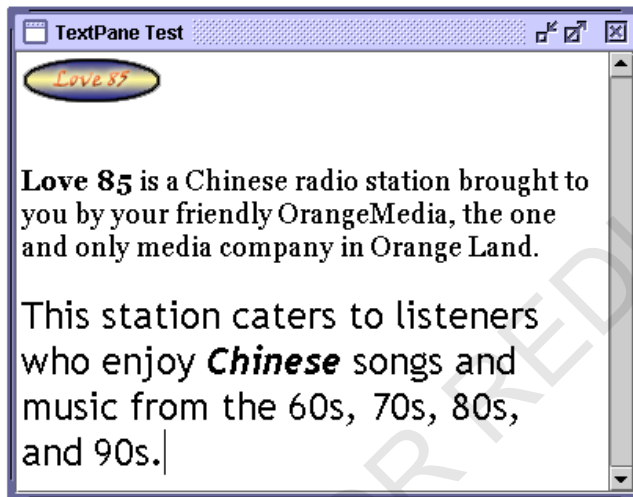 TextPane Test
Love 85
Love 85 is a Chinese radio station brought to
you by your friendly OrangeMedia, the one
and only media company in Orange Land.
This station caters to listeners
who enjoy Chinese songs and
music from the 60s, 70s, 80s,
and 90s.